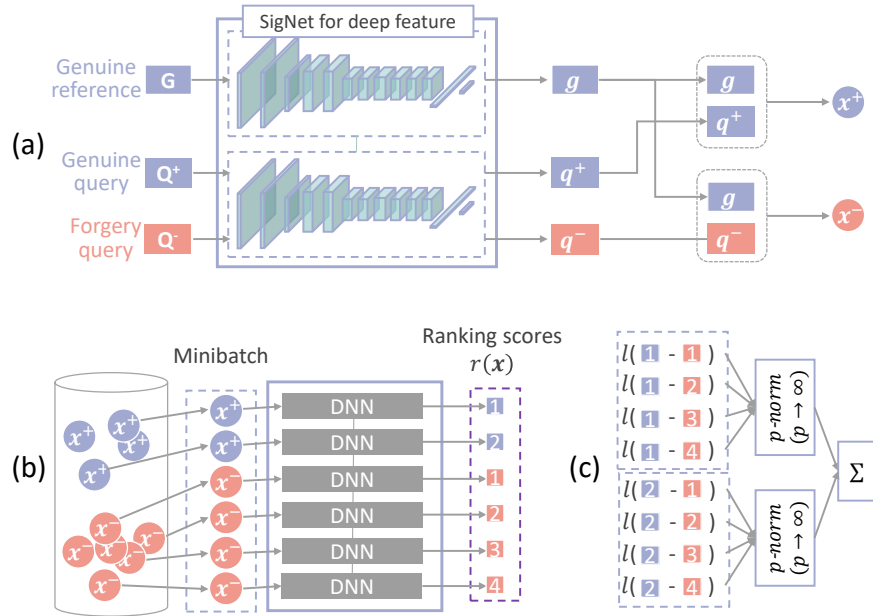 SigNet for deep feature
Genuine
reference
G
g
g
x⁺
q⁺
(a)
Genuine
query
Q⁺
q⁺
g
x⁻
Forgery
query
Q⁻
q⁻
q⁻
Minibatch
Ranking scores
r(x)
(b)
x⁺
x⁺
x⁺
x⁺
x⁺
x⁻
x⁻
x⁻
x⁻
x⁻
x⁻
x⁺ DNN 1
x⁺ DNN 2
x⁻ DNN 1
x⁻ DNN 2
x⁻ DNN 3
x⁻ DNN 4
(c)
l( 1 - 1 )
l( 1 - 2 )
l( 1 - 3 )
l( 1 - 4 )
l( 2 - 1 )
l( 2 - 2 )
l( 2 - 3 )
l( 2 - 4 )
p-norm
(p → ∞)
p-norm
(p → ∞)
Σ